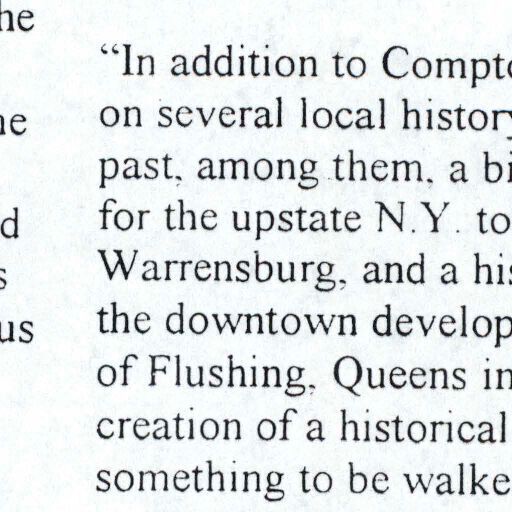 he
“In addition to Compto
on several local history
ne
past, among them, a bi
for the upstate N.Y. to
d
Warrensburg, and a his
s
the downtown develop
us
of Flushing, Queens in
creation of a historical
something to be walke